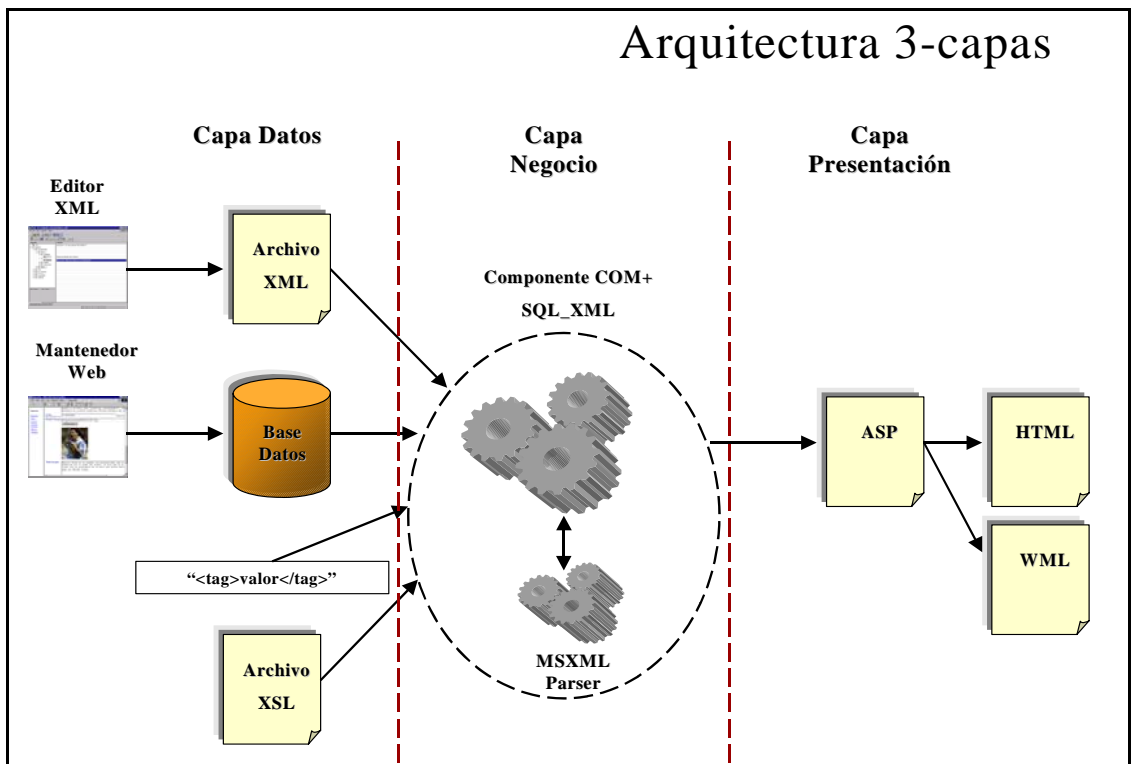 Arquitectura 3-capas
Capa Datos
Capa
Negocio
Capa
Presentación
Editor
XML
Archivo
XML
Componente COM+
SQL_XML
Mantenedor
Web
Base
Datos
ASP
HTML
WML
“<tag>valor</tag>”
MSXML
Parser
Archivo
XSL